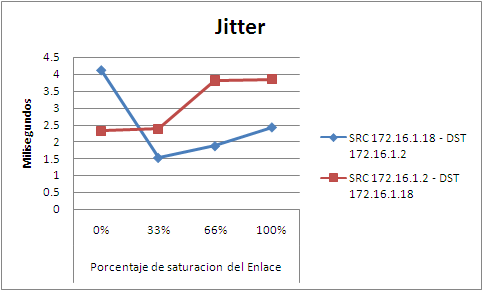 Jitter
Milisegundos
4.5
4
3.5
3
2.5
2
1.5
1
0.5
0
0% 33% 66% 100%
Porcentaje de saturacion del Enlace
SRC 172.16.1.18 - DST
172.16.1.2
SRC 172.16.1.2 - DST
172.16.1.18